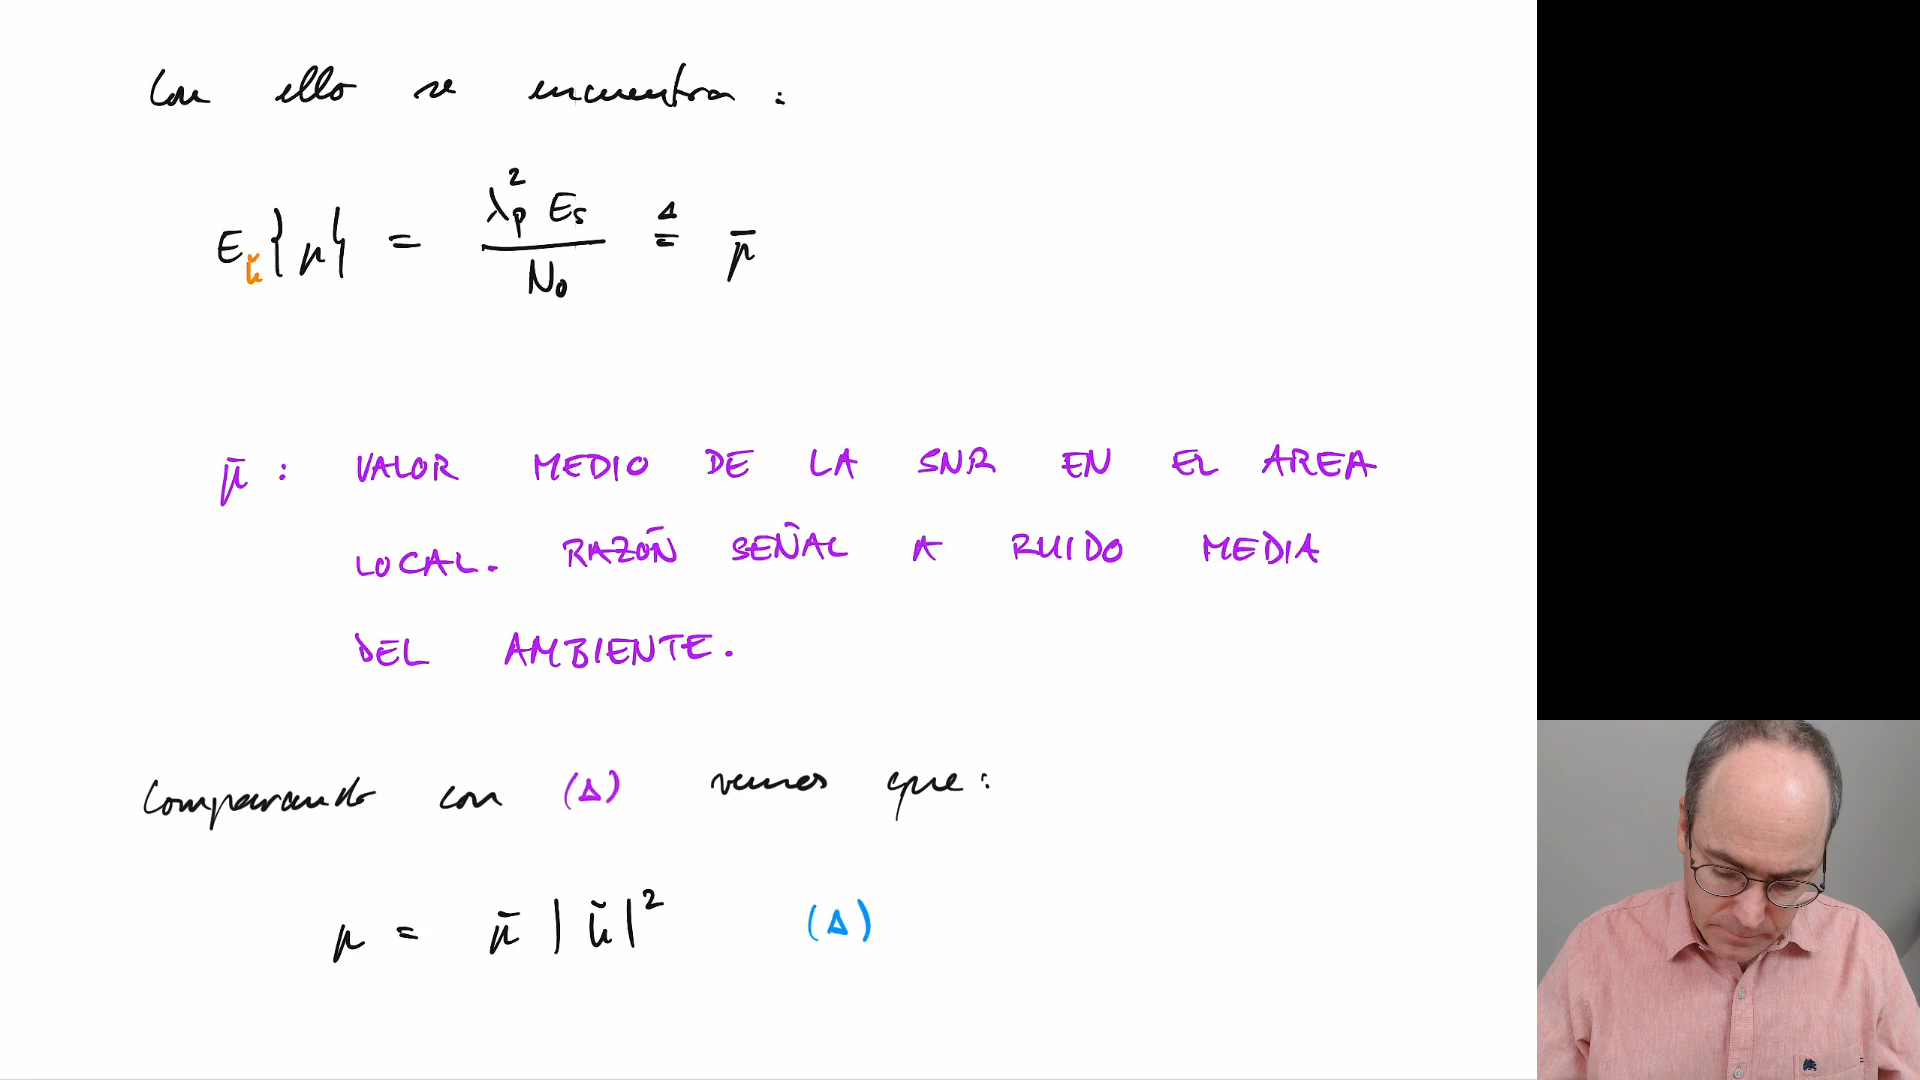 Con ello se encuentra :
E_ũ{μ} = λ_p² E_s / N_0 ≜ μ̄
μ̄ : VALOR MEDIO DE LA SNR EN EL AREA
LOCAL. RAZÓN SEÑAL A RUIDO MEDIA
DEL AMBIENTE.
Comparando con (Δ) vemos que :
μ = μ̄ |ũ|² (Δ)